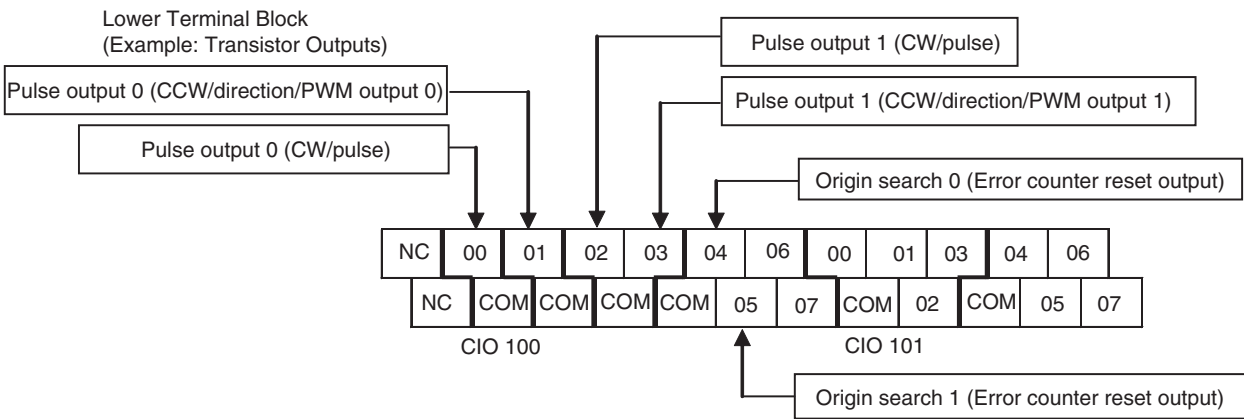 Lower Terminal Block
(Example: Transistor Outputs)
Pulse output 1 (CW/pulse)
Pulse output 0 (CCW/direction/PWM output 0)
Pulse output 1 (CCW/direction/PWM output 1)
Pulse output 0 (CW/pulse)
Origin search 0 (Error counter reset output)
NC 00 01 02 03 04 06 00 01 03 04 06
NC COM COM COM COM 05 07 COM 02 COM 05 07
CIO 100 CIO 101
Origin search 1 (Error counter reset output)